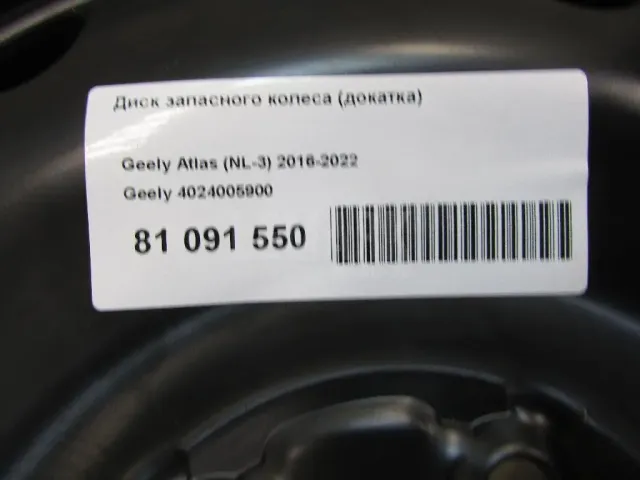 Диск запасного колеса (докатка)
Geely Atlas (NL-3) 2016-2022
Geely 4024005900
81 091 550